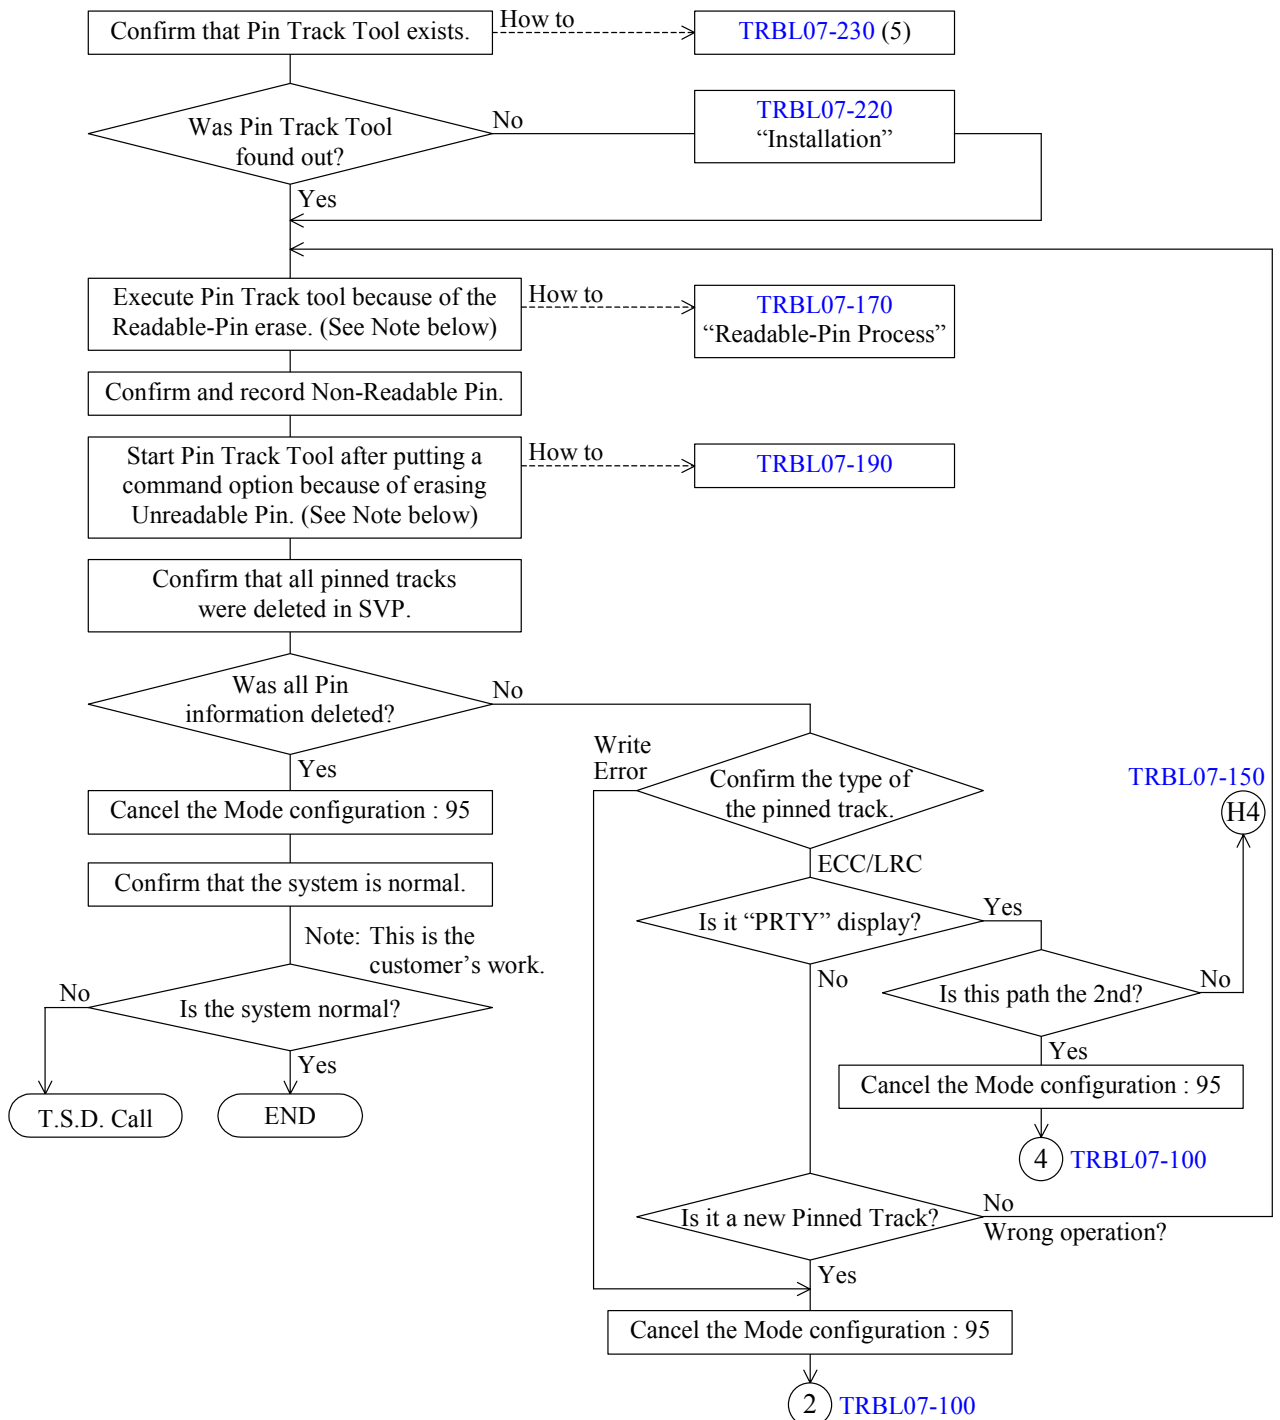 Confirm that Pin Track Tool exists.
How to
TRBL07-230 (5)
Was Pin Track Tool
found out?
No
TRBL07-220
“Installation”
Yes
Execute Pin Track tool because of the
Readable-Pin erase. (See Note below)
How to
TRBL07-170
“Readable-Pin Process”
Confirm and record Non-Readable Pin.
Start Pin Track Tool after putting a
command option because of erasing
Unreadable Pin. (See Note below)
How to
TRBL07-190
Confirm that all pinned tracks
were deleted in SVP.
Was all Pin
information deleted?
No
Yes
Write
Error
Confirm the type of
the pinned track.
TRBL07-150
H4
Cancel the Mode configuration : 95
ECC/LRC
Confirm that the system is normal.
Is it “PRTY” display?
Yes
Note: This is the
customer’s work.
No
Is this path the 2nd?
No
No
Is the system normal?
Yes
Yes
Cancel the Mode configuration : 95
T.S.D. Call
END
4
TRBL07-100
Is it a new Pinned Track?
No
Wrong operation?
Yes
Cancel the Mode configuration : 95
2
TRBL07-100